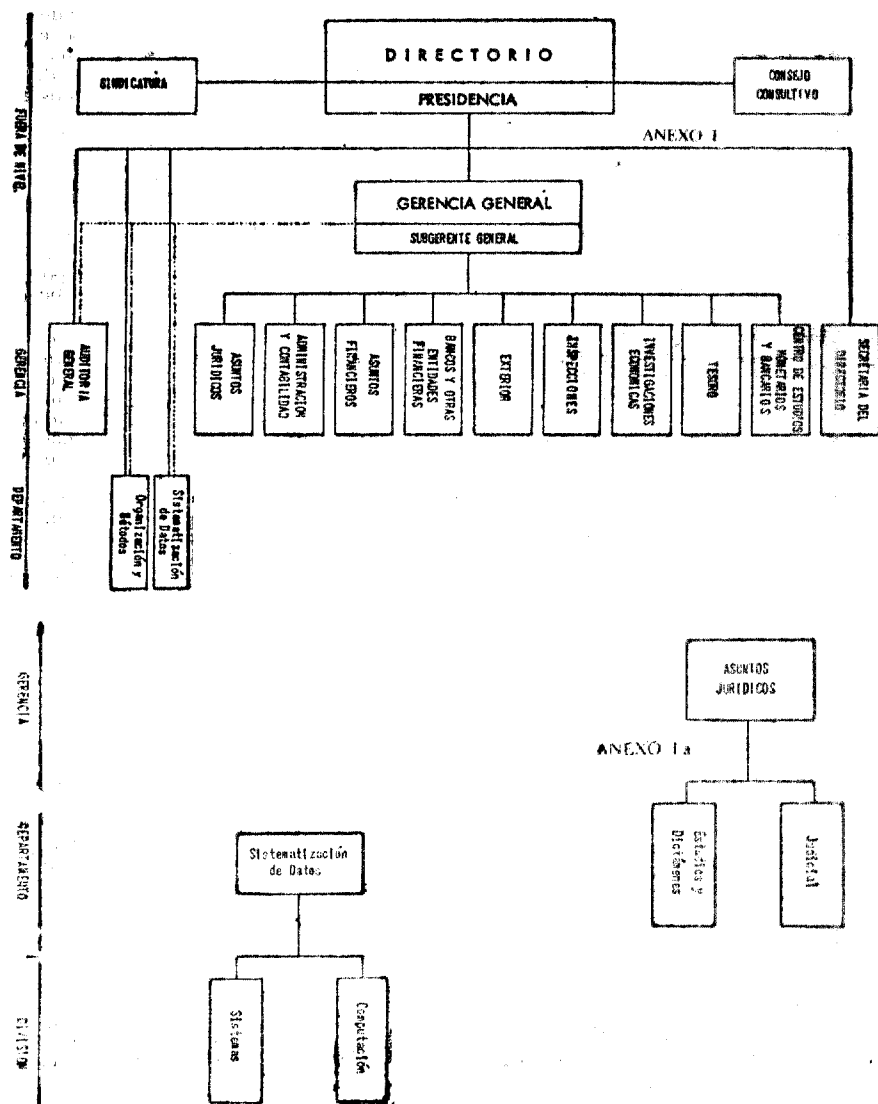 DIRECTORIO
PRESIDENCIA
SINDICATURA
CONSEJO
CONSULTIVO
ANEXO I
FUERA DE NIVEL
GERENCIA GENERAL
SUBGERENTE GENERAL
GERENCIA
AUDITORIA
GENERAL
ASUNTOS
JURIDICOS
ADMINISTRACION
Y CONTABILIDAD
ASUNTOS
FINANCIEROS
BANCOS Y OTRAS
ENTIDADES
FINANCIERAS
EXTERIOR
INSPECCIONES
INVESTIGACIONES
ECONOMICAS
TESORO
CENTRO DE ESTUDIOS
MONETARIOS
Y BANCARIOS
SECRETARIA DEL
DIRECTORIO
DEPARTAMENTO
Organización y
Métodos
Sistematización
de Datos
GERENCIA
ASUNTOS
JURIDICOS
ANEXO I a
DEPARTAMENTO
Sistematización
de Datos
Estudios y
Dictámenes
Judicial
DIVISION
Sistemas
Computación